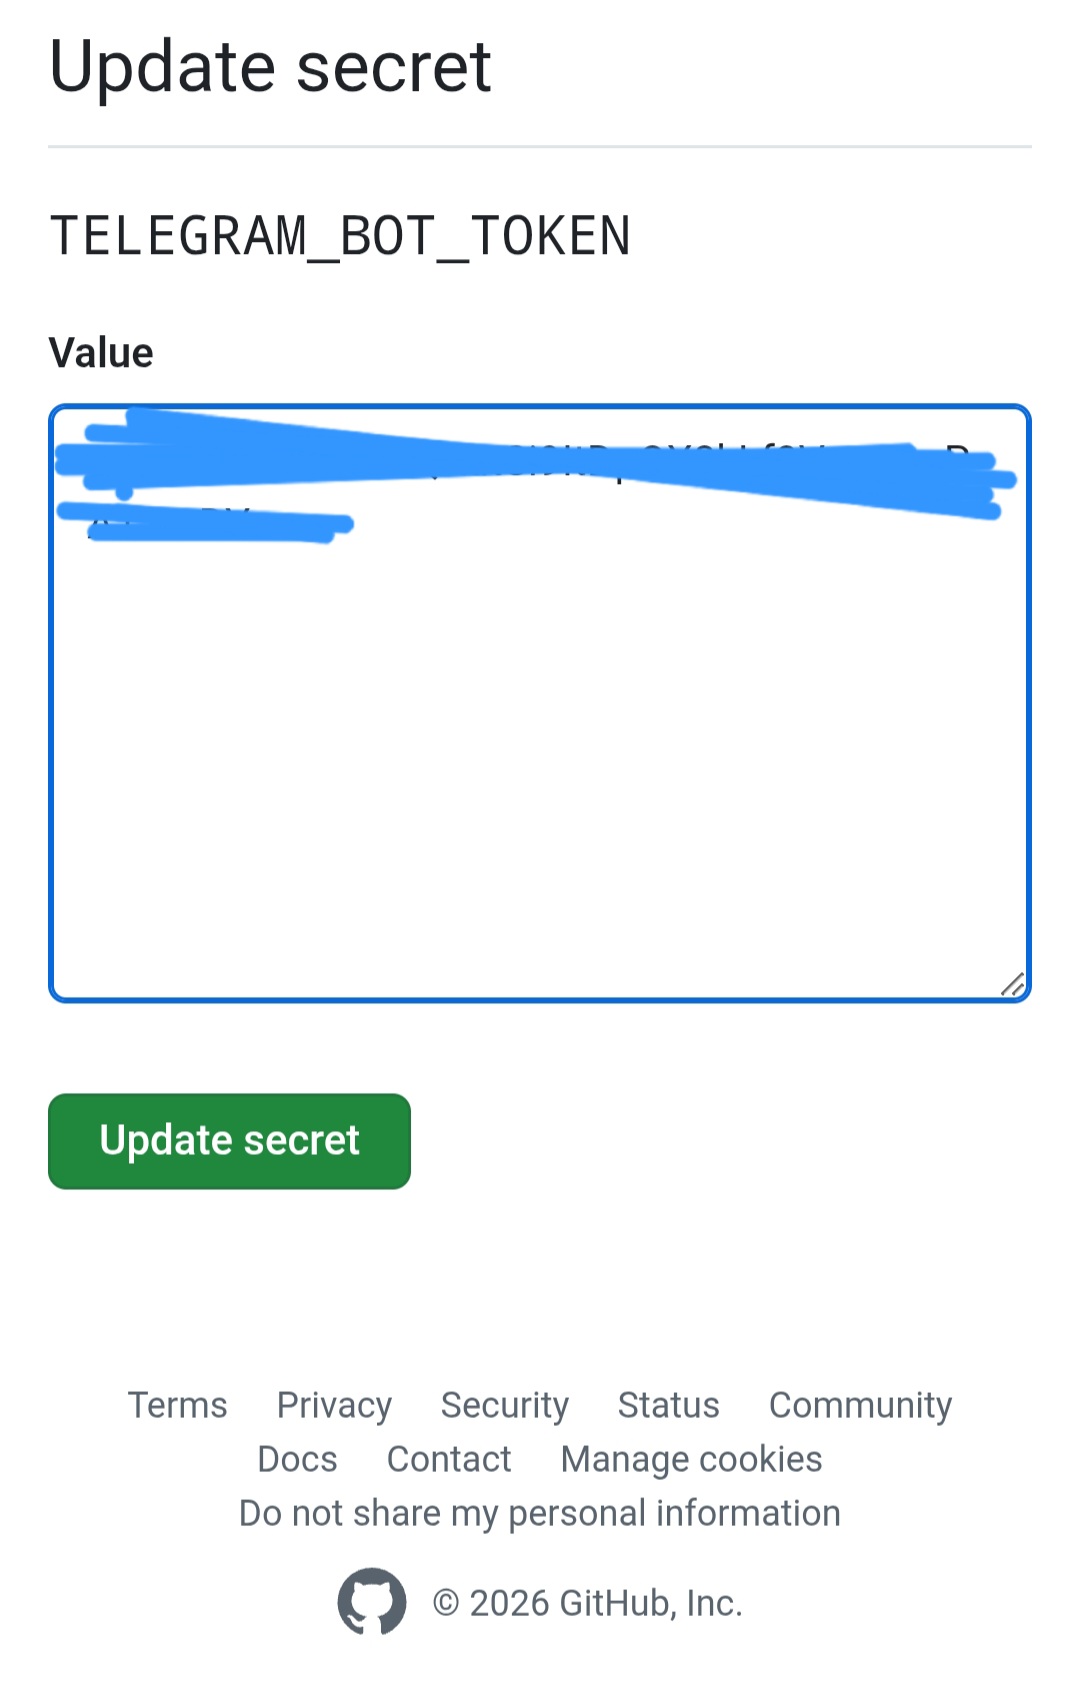 Update secret
TELEGRAM_BOT_TOKEN
Value
Update secret
Terms Privacy Security Status Community
Docs Contact Manage cookies
Do not share my personal information
© 2026 GitHub, Inc.